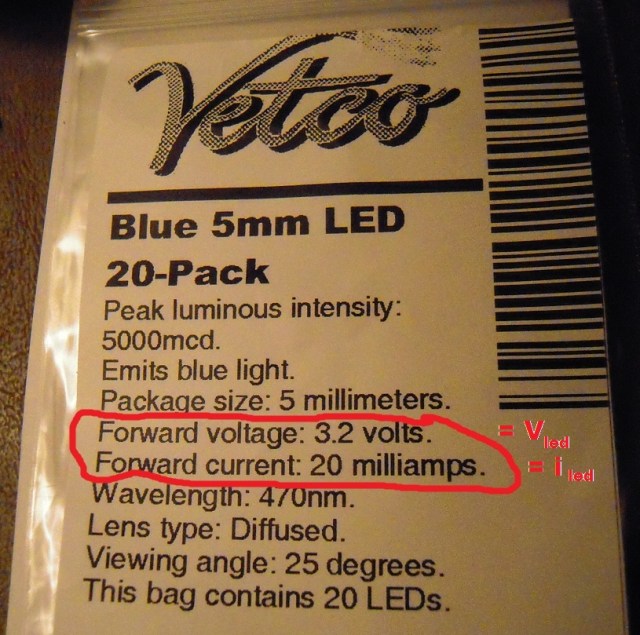 Vetco
Blue 5mm LED
20-Pack
Peak luminous intensity:
5000mcd.
Emits blue light.
Package size: 5 millimeters.
Forward voltage: 3.2 volts. = Vled
Forward current: 20 milliamps. = i led
Wavelength: 470nm.
Lens type: Diffused.
Viewing angle: 25 degrees.
This bag contains 20 LEDs.